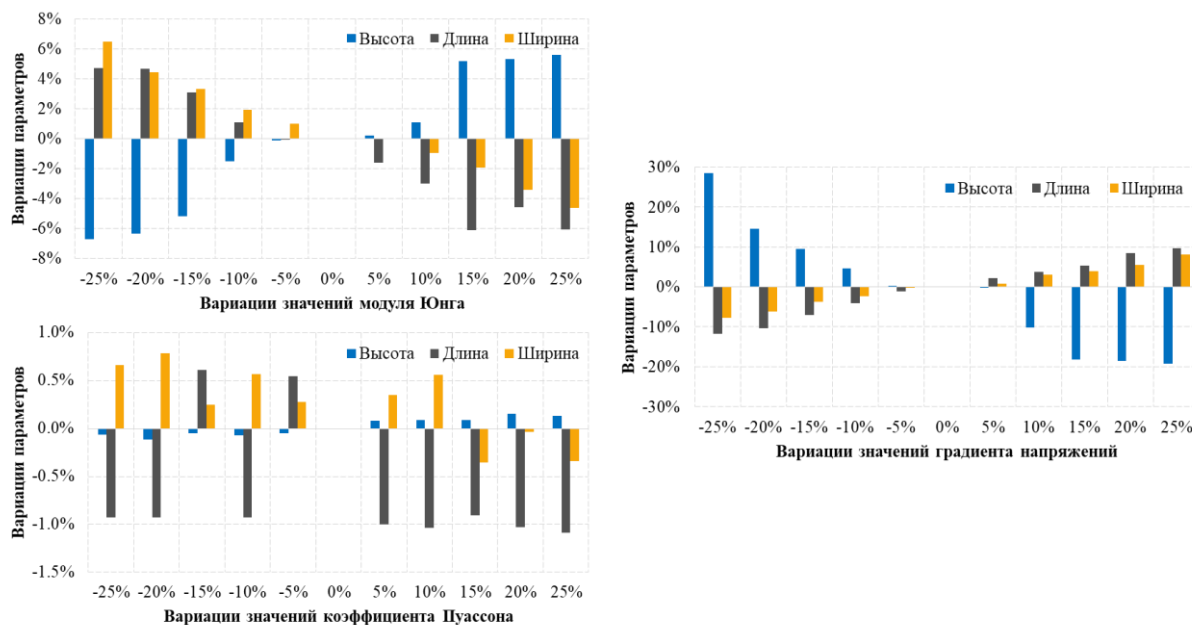 8%
6%
4%
2%
0%
-2%
-4%
-6%
-8%
Вариации параметров
Высота Длина Ширина
-25% -20% -15% -10% -5% 0% 5% 10% 15% 20% 25%
Вариации значений модуля Юнга
1.0%
0.5%
0.0%
-0.5%
-1.0%
-1.5%
Вариации параметров
Высота Длина Ширина
-25% -20% -15% -10% -5% 0% 5% 10% 15% 20% 25%
Вариации значений коэффициента Пуассона
30%
20%
10%
0%
-10%
-20%
-30%
Вариации параметров
Высота Длина Ширина
-25% -20% -15% -10% -5% 0% 5% 10% 15% 20% 25%
Вариации значений градиента напряжений